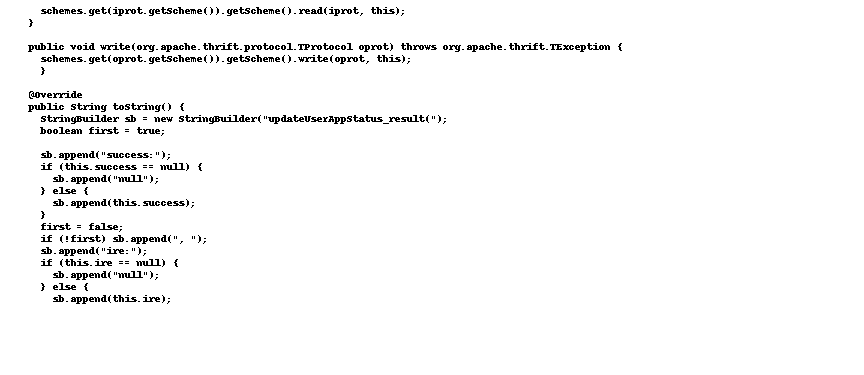 schemes.get(iprot.getScheme()).getScheme().read(iprot, this);
}
public void write(org.apache.thrift.protocol.TProtocol oprot) throws org.apache.thrift.TException {
schemes.get(oprot.getScheme()).getScheme().write(oprot, this);
}
@Override
public String toString() {
StringBuilder sb = new StringBuilder("updateUserAppStatus_result(");
boolean first = true;
sb.append("success:");
if (this.success == null) {
sb.append("null");
} else {
sb.append(this.success);
}
first = false;
if (!first) sb.append(", ");
sb.append("ire:");
if (this.ire == null) {
sb.append("null");
} else {
sb.append(this.ire);